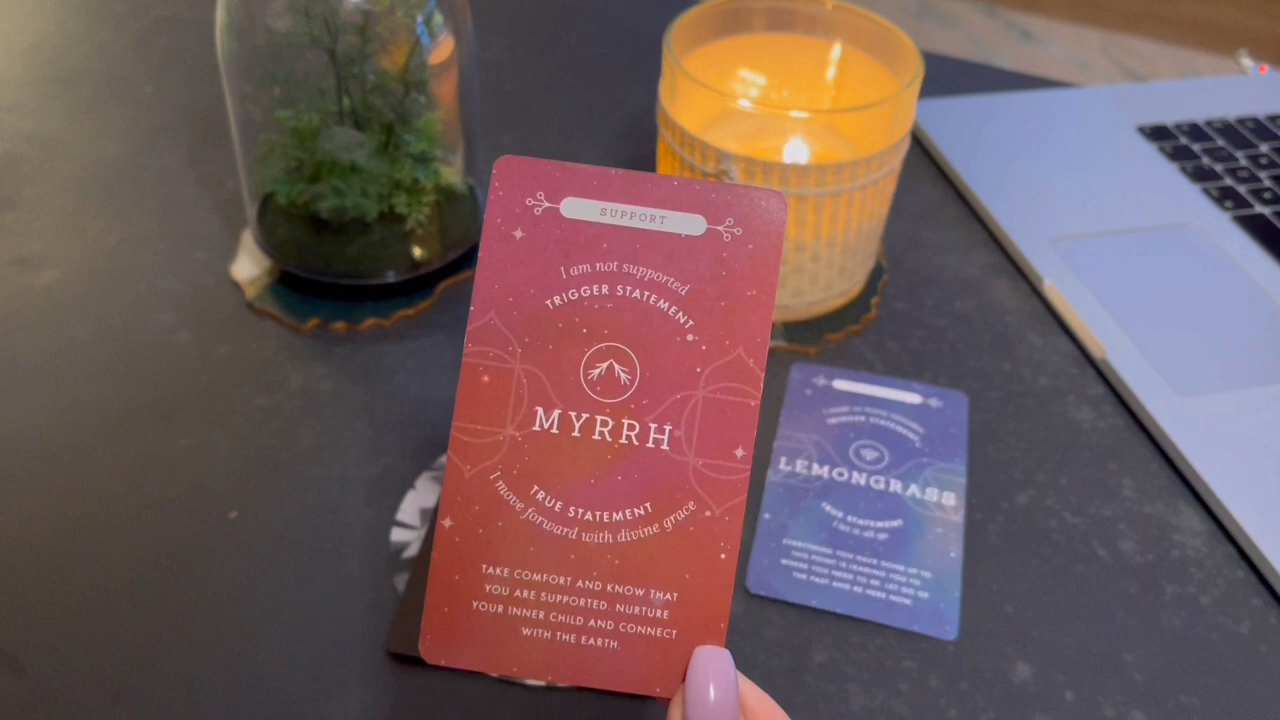 SUPPORT
I am not supported
TRIGGER STATEMENT
MYRRH
TRUE STATEMENT
I move forward with divine grace
TAKE COMFORT AND KNOW THAT
YOU ARE SUPPORTED. NURTURE
YOUR INNER CHILD AND CONNECT
WITH THE EARTH.
TRIGGER STATEMENT
LEMONGRASS
TRUE STATEMENT
I let it all go
EVERYTHING YOU HAVE DONE UP TO
THIS POINT IS LEADING YOU TO
WHERE YOU NEED TO BE. LET GO OF
THE PAST AND BE HERE NOW.